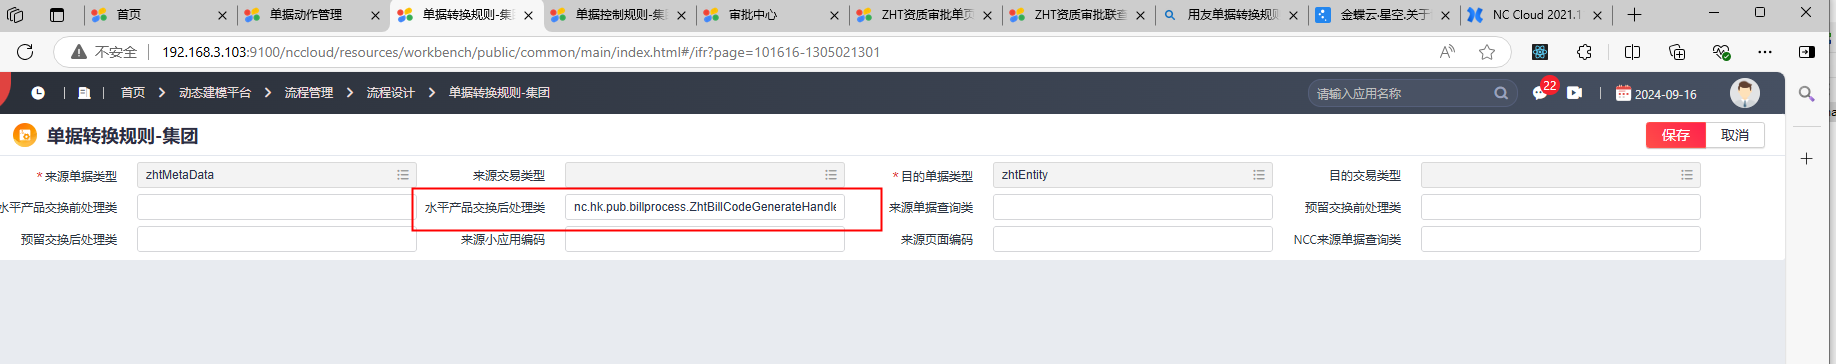 首页
单据动作管理
单据转换规则-集团
单据控制规则-集
审批中心
ZHT资质审批单页
ZHT资质审批联查
用友单据转换规则
金蝶云·星空.关于
NC Cloud 2021.1
不安全
192.168.3.103:9100/nccloud/resources/workbench/public/common/main/index.html#/ifr?page=101616-1305021301
首页 动态建模平台 流程管理 流程设计 单据转换规则-集团
请输入应用名称
22
2024-09-16
单据转换规则-集团
保存 取消
* 来源单据类型 zhtMetaData 来源交易类型 * 目的单据类型 zhtEntity 目的交易类型
水平产品交换前处理类 水平产品交换后处理类 nc.hk.pub.billprocess.ZhtBillCodeGenerateHandle 来源单据查询类 预留交换前处理类
预留交换后处理类 来源小应用编码 来源页面编码 NCC来源单据查询类